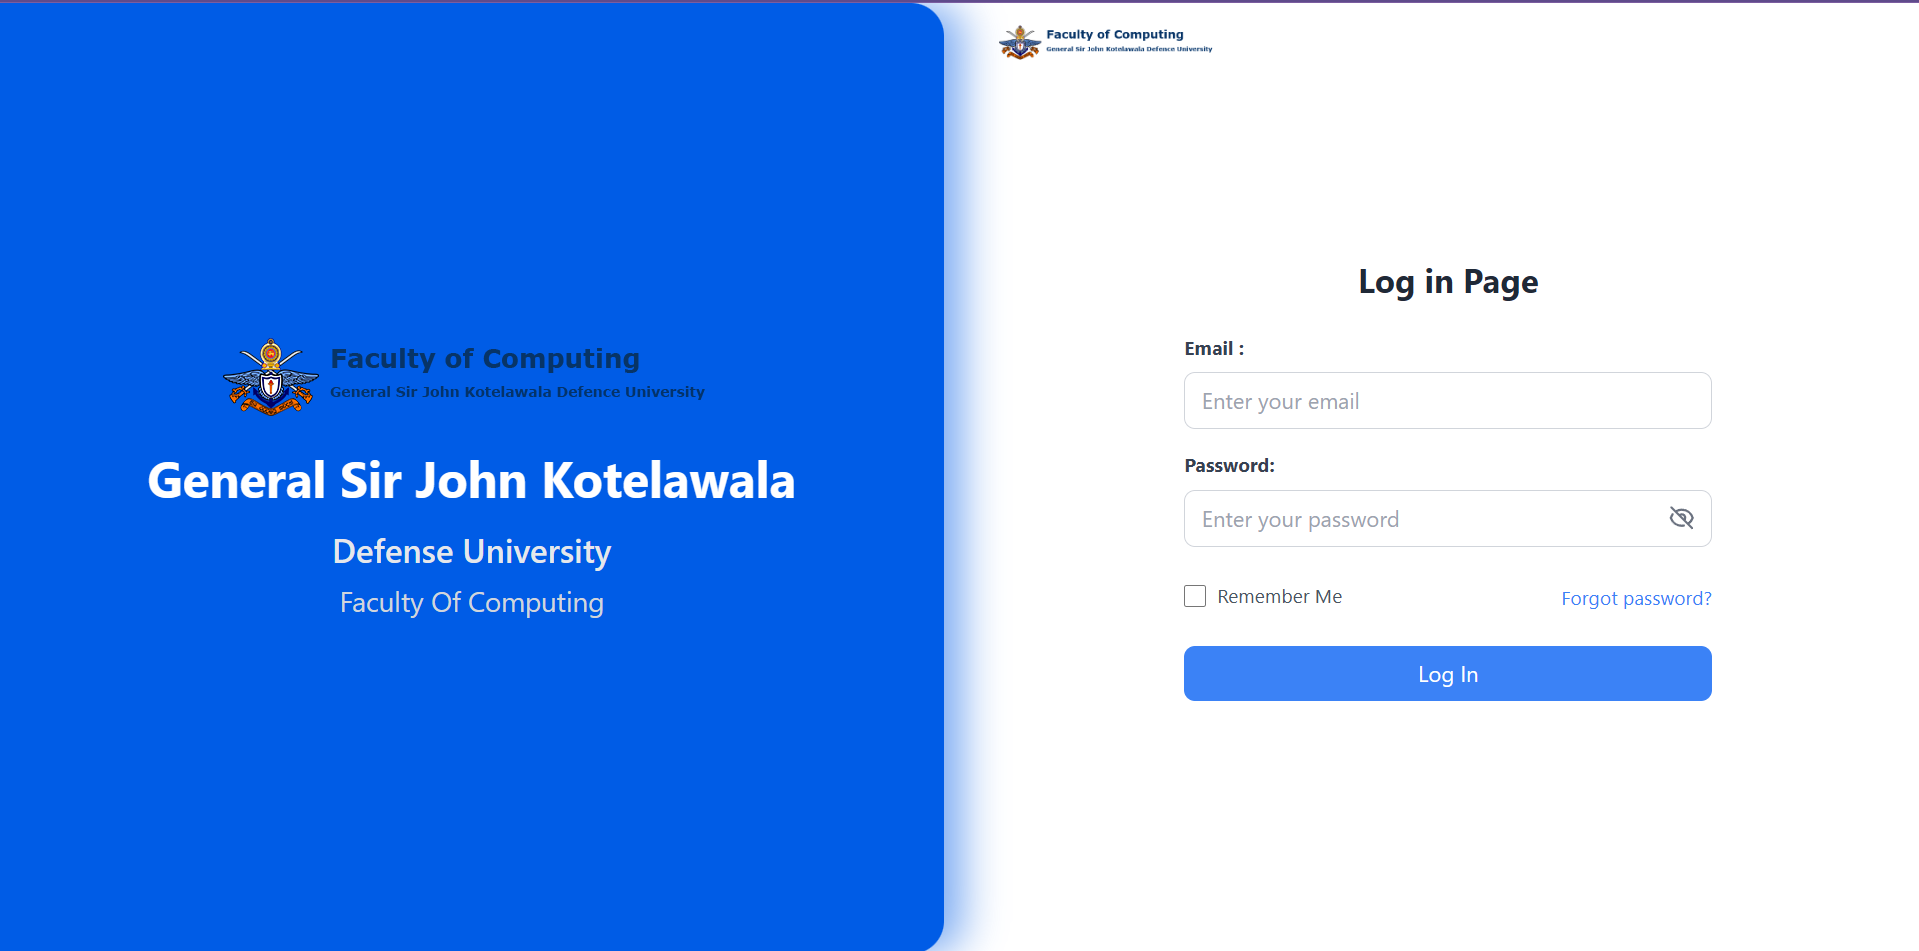 Faculty of Computing
General Sir John Kotelawala Defence University
General Sir John Kotelawala
Defense University
Faculty Of Computing
Faculty of Computing
General Sir John Kotelawala Defence University
Log in Page
Email :
Enter your email
Password:
Enter your password
Remember Me
Forgot password?
Log In